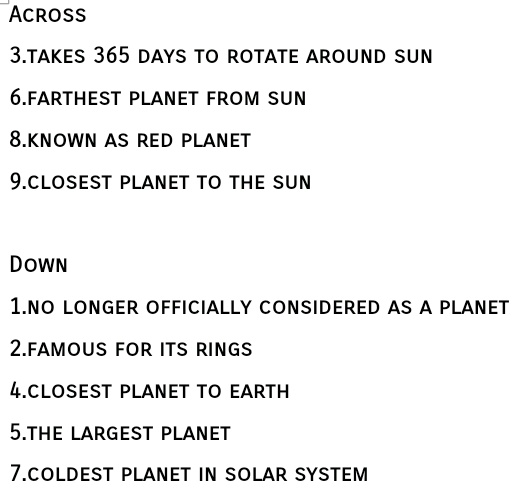 Across
3.takes 365 days to rotate around sun
6.farthest planet from sun
8.known as red planet
9.closest planet to the sun
Down
1.no longer officially considered as a planet
2.famous for its rings
4.closest planet to earth
5.the largest planet
7.coldest planet in solar system